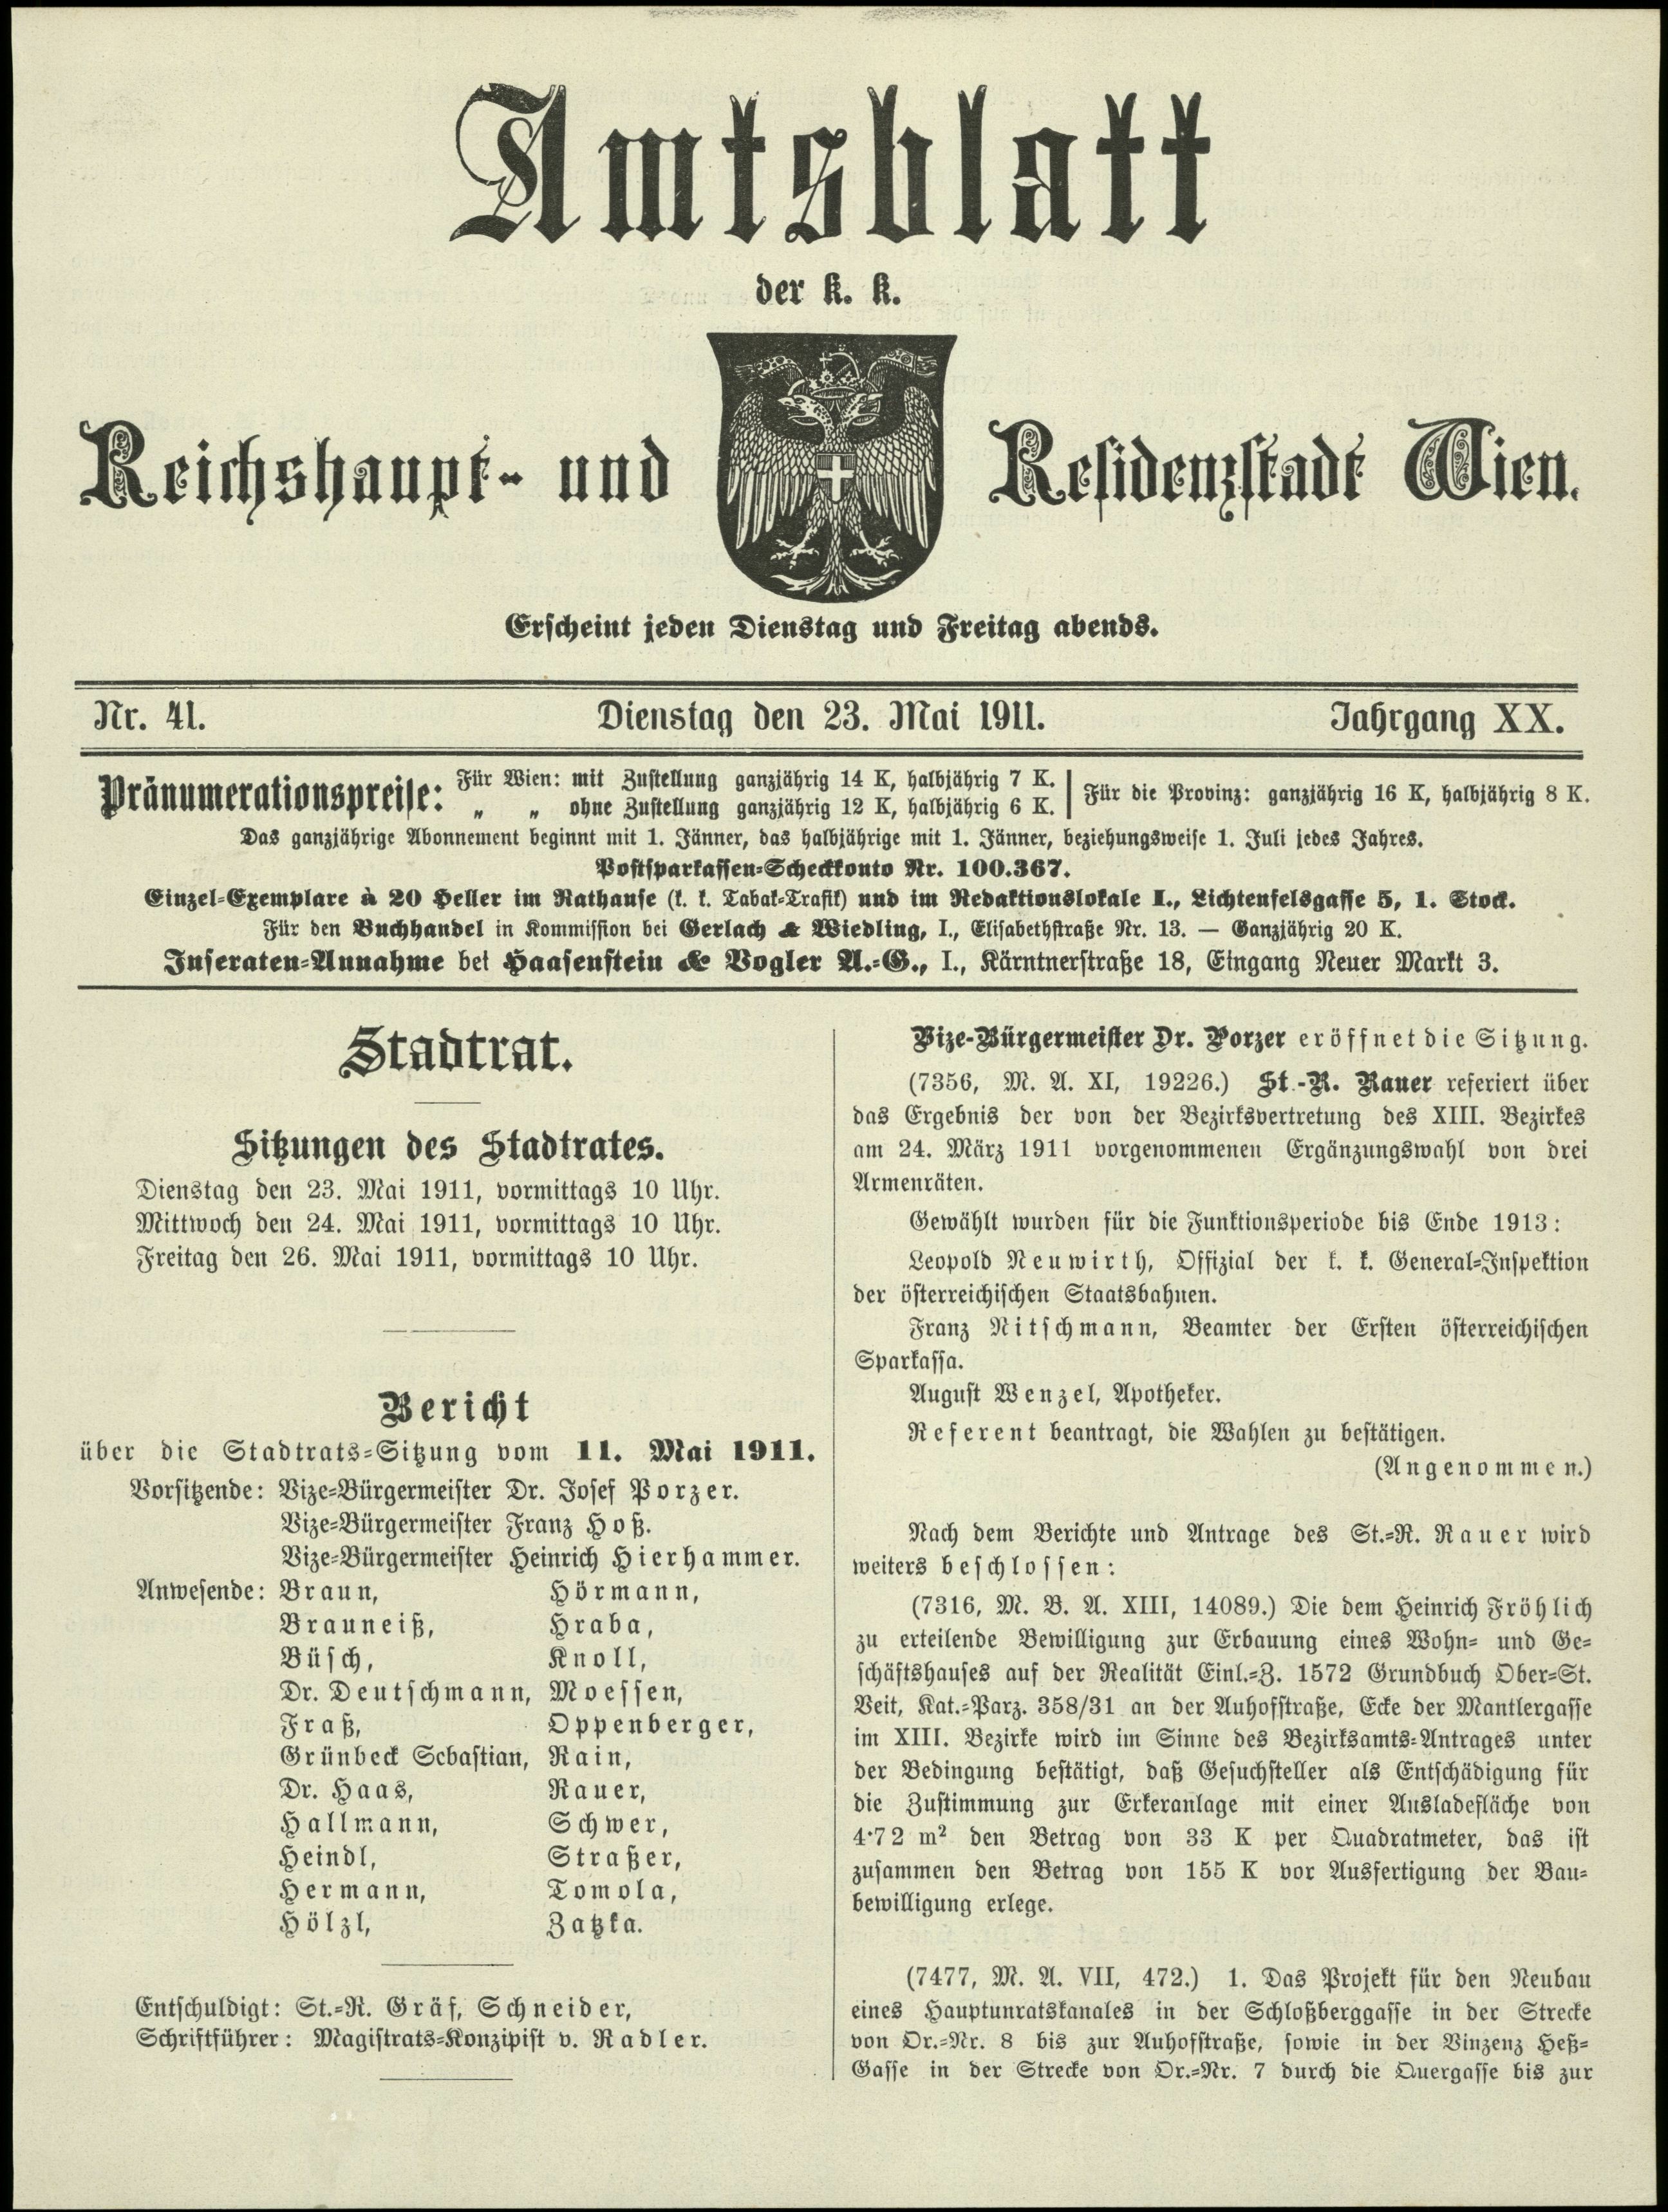 Amtsblatt
der k. k.
Reichshaupt- und Residenzstadt Wien.
Erscheint jeden Dienstag und Freitag abends.
Nr. 41. Dienstag den 23. Mai 1911. Jahrgang XX.
Pränumerationspreise: Für Wien: mit Zustellung ganzjährig 14 K, halbjährig 7 K.
„ „ ohne Zustellung ganzjährig 12 K, halbjährig 6 K.
Für die Provinz: ganzjährig 16 K, halbjährig 8 K.
Das ganzjährige Abonnement beginnt mit 1. Jänner, das halbjährige mit 1. Jänner, beziehungsweise 1. Juli jedes Jahres.
Postsparkassen-Scheckkonto Nr. 100.367.
Einzel-Exemplare à 20 Heller im Rathause (k. k. Tabak-Trafik) und im Redaktionslokale I., Lichtenfelsgasse 5, 1. Stock.
Für den Buchhandel in Kommission bei Gerlach & Wiedling, I., Elisabethstraße Nr. 13. — Ganzjährig 20 K.
Inseraten-Annahme bei Haasenstein & Vogler A.-G., I., Kärntnerstraße 18, Eingang Neuer Markt 3.
Stadtrat.
Sitzungen des Stadtrates.
Dienstag den 23. Mai 1911, vormittags 10 Uhr.
Mittwoch den 24. Mai 1911, vormittags 10 Uhr.
Freitag den 26. Mai 1911, vormittags 10 Uhr.
Bericht
über die Stadtrats-Sitzung vom 11. Mai 1911.
Vorsitzende: Vize-Bürgermeister Dr. Josef Porzer.
Vize-Bürgermeister Franz Hoß.
Vize-Bürgermeister Heinrich Hierhammer.
Anwesende: Braun, Hörmann,
Brauneiß, Hraba,
Büsch, Knoll,
Dr. Deutschmann, Moessen,
Fraß, Oppenberger,
Grünbeck Sebastian, Rain,
Dr. Haas, Rauer,
Hallmann, Schwer,
Heindl, Straßer,
Hermann, Tomola,
Hölzl, Zatzka.
Entschuldigt: St.-R. Gräf, Schneider,
Schriftführer: Magistrats-Konzipist v. Radler.
Vize-Bürgermeister Dr. Porzer eröffnet die Sitzung.
(7356, M. A. XI, 19226.) St.-R. Rauer referiert über
das Ergebnis der von der Bezirksvertretung des XIII. Bezirkes
am 24. März 1911 vorgenommenen Ergänzungswahl von drei
Armenräten.
Gewählt wurden für die Funktionsperiode bis Ende 1913:
Leopold Neuwirth, Offizial der k. k. General-Inspektion
der österreichischen Staatsbahnen.
Franz Nitschmann, Beamter der Ersten österreichischen
Sparkassa.
August Wenzel, Apotheker.
Referent beantragt, die Wahlen zu bestätigen.
(Angenommen.)
Nach dem Berichte und Antrage des St.-R. Rauer wird
weiters beschlossen:
(7316, M. B. A. XIII, 14089.) Die dem Heinrich Fröhlich
zu erteilende Bewilligung zur Erbauung eines Wohn- und Ge-
schäftshauses auf der Realität Einl.-Z. 1572 Grundbuch Ober-St.
Veit, Kat.-Parz. 358/31 an der Auhofstraße, Ecke der Mantlergasse
im XIII. Bezirke wird im Sinne des Bezirksamts-Antrages unter
der Bedingung bestätigt, daß Gesuchsteller als Entschädigung für
die Zustimmung zur Erkeranlage mit einer Ausladefläche von
4·72 m² den Betrag von 33 K per Quadratmeter, das ist
zusammen den Betrag von 155 K vor Ausfertigung der Bau-
bewilligung erlege.
(7477, M. A. VII, 472.) 1. Das Projekt für den Neubau
eines Hauptunratskanales in der Schloßberggasse in der Strecke
von Or.-Nr. 8 bis zur Auhofstraße, sowie in der Vinzenz Heß-
Gasse in der Strecke von Or.-Nr. 7 durch die Quergasse bis zur